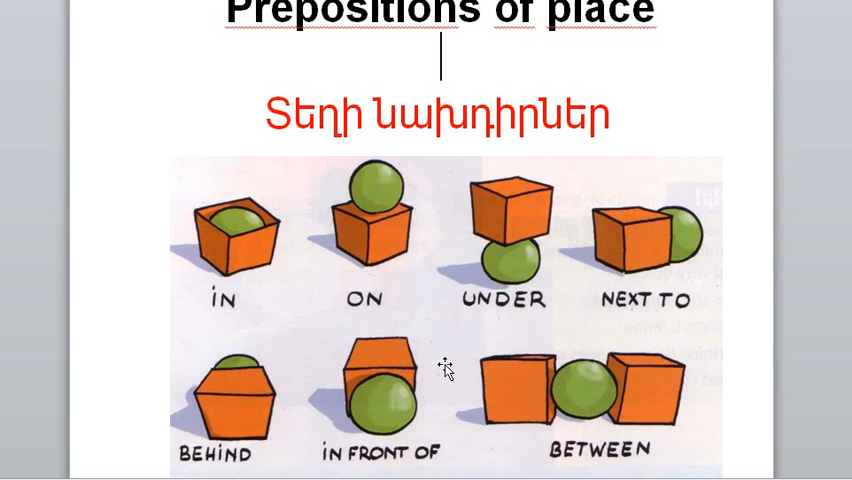 Prepositions of place
Տեղի նախդիրներ
iN ON UNDER NEXT TO
BEHiND iN FRONT OF BETWEEN